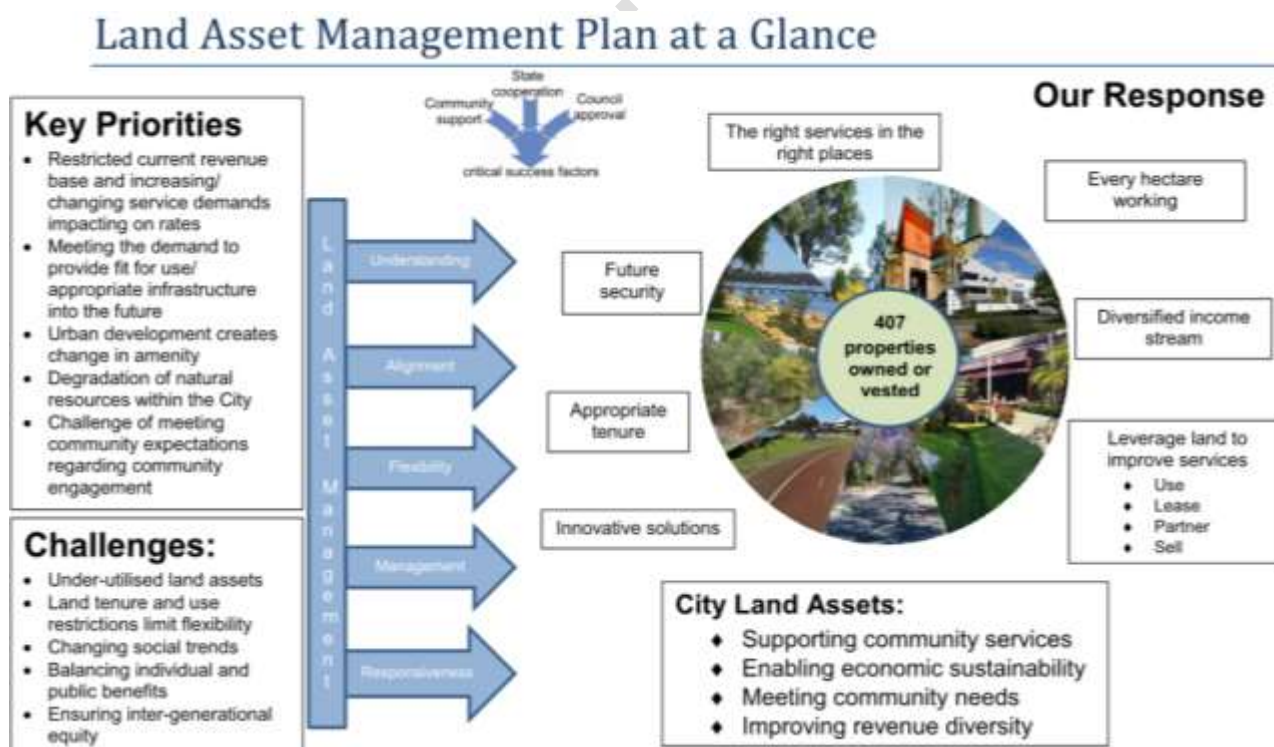 Land Asset Management Plan at a Glance
Key Priorities
• Restricted current revenue
base and increasing/
changing service demands
impacting on rates
• Meeting the demand to
provide fit for use/
appropriate infrastructure
into the future
• Urban development creates
change in amenity
• Degradation of natural
resources within the City
• Challenge of meeting
community expectations
regarding community
engagement
Challenges:
• Under-utilised land assets
• Land tenure and use
restrictions limit flexibility
• Changing social trends
• Balancing individual and
public benefits
• Ensuring inter-generational
equity
Land Asset Management
Understanding
Alignment
Flexibility
Management
Responsiveness
State
cooperation
Community
support
Council
approval
critical success factors
Our Response
The right services in the
right places
Every hectare
working
Future
security
Diversified income
stream
Appropriate
tenure
Leverage land to
improve services
♦ Use
♦ Lease
♦ Partner
♦ Sell
Innovative solutions
407
properties
owned or
vested
City Land Assets:
♦ Supporting community services
♦ Enabling economic sustainability
♦ Meeting community needs
♦ Improving revenue diversity